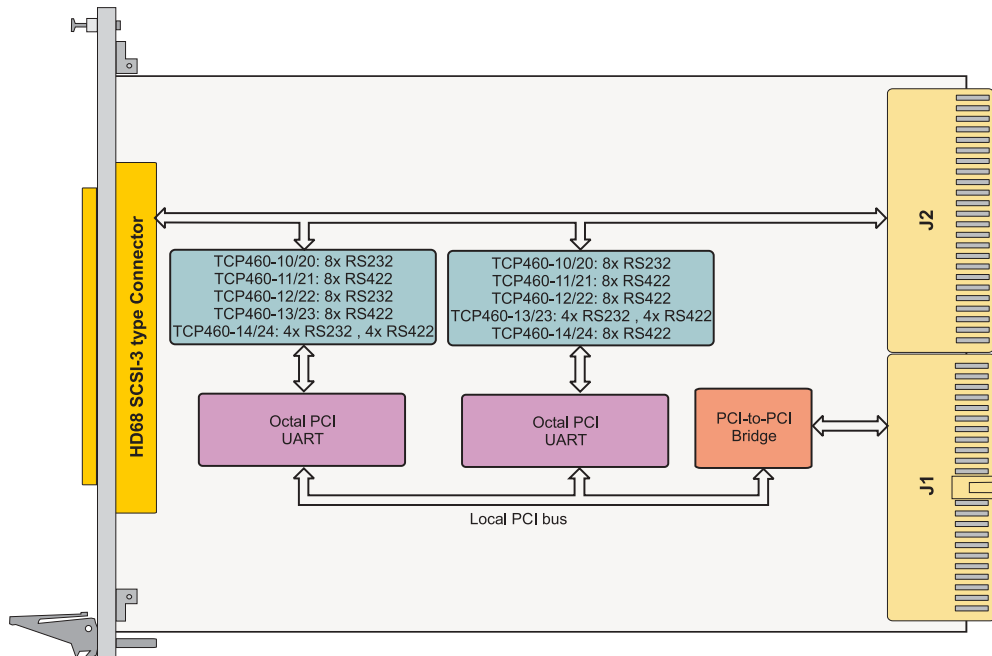 HD68 SCSI-3 type Connector
J2
TCP460-10/20: 8x RS232
TCP460-11/21: 8x RS422
TCP460-12/22: 8x RS232
TCP460-13/23: 8x RS422
TCP460-14/24: 4x RS232 , 4x RS422
TCP460-10/20: 8x RS232
TCP460-11/21: 8x RS422
TCP460-12/22: 8x RS422
TCP460-13/23: 4x RS232 , 4x RS422
TCP460-14/24: 8x RS422
Octal PCI
UART
Octal PCI
UART
PCI-to-PCI
Bridge
J1
Local PCI bus